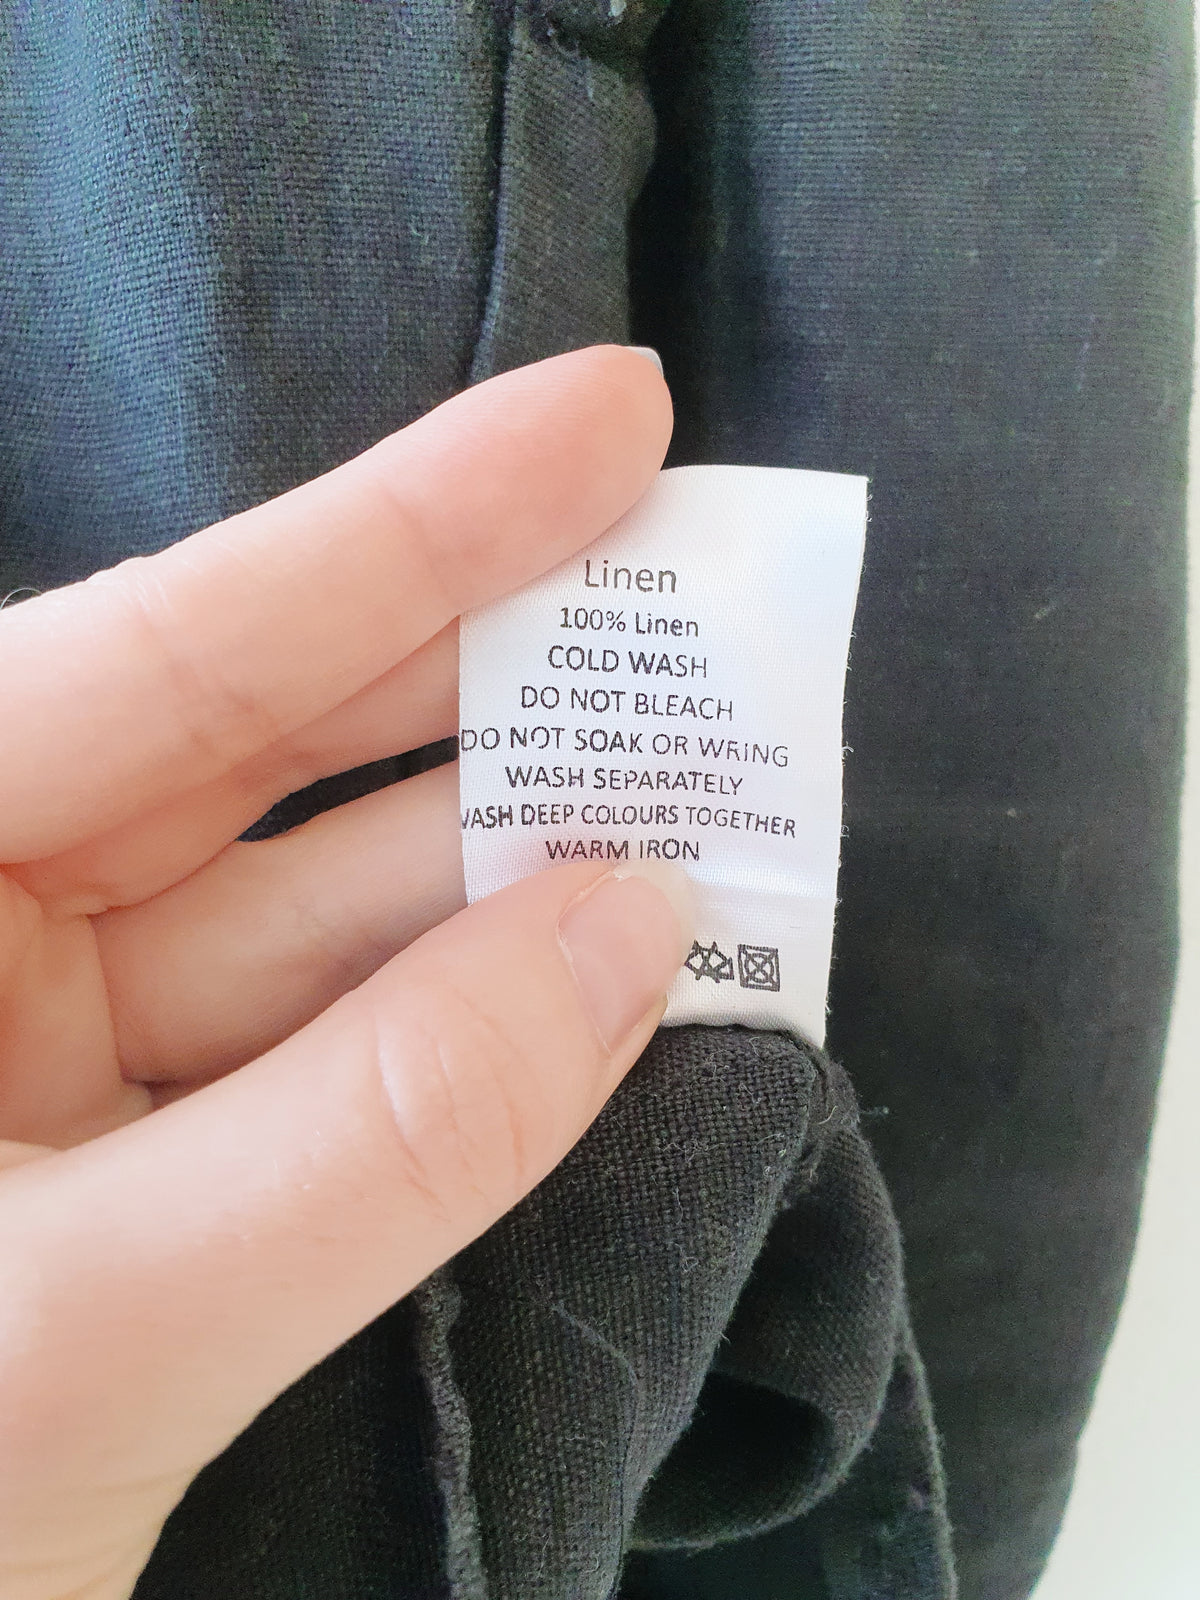 Linen
100% Linen
COLD WASH
DO NOT BLEACH
DO NOT SOAK OR WRING
WASH SEPARATELY
WASH DEEP COLOURS TOGETHER
WARM IRON